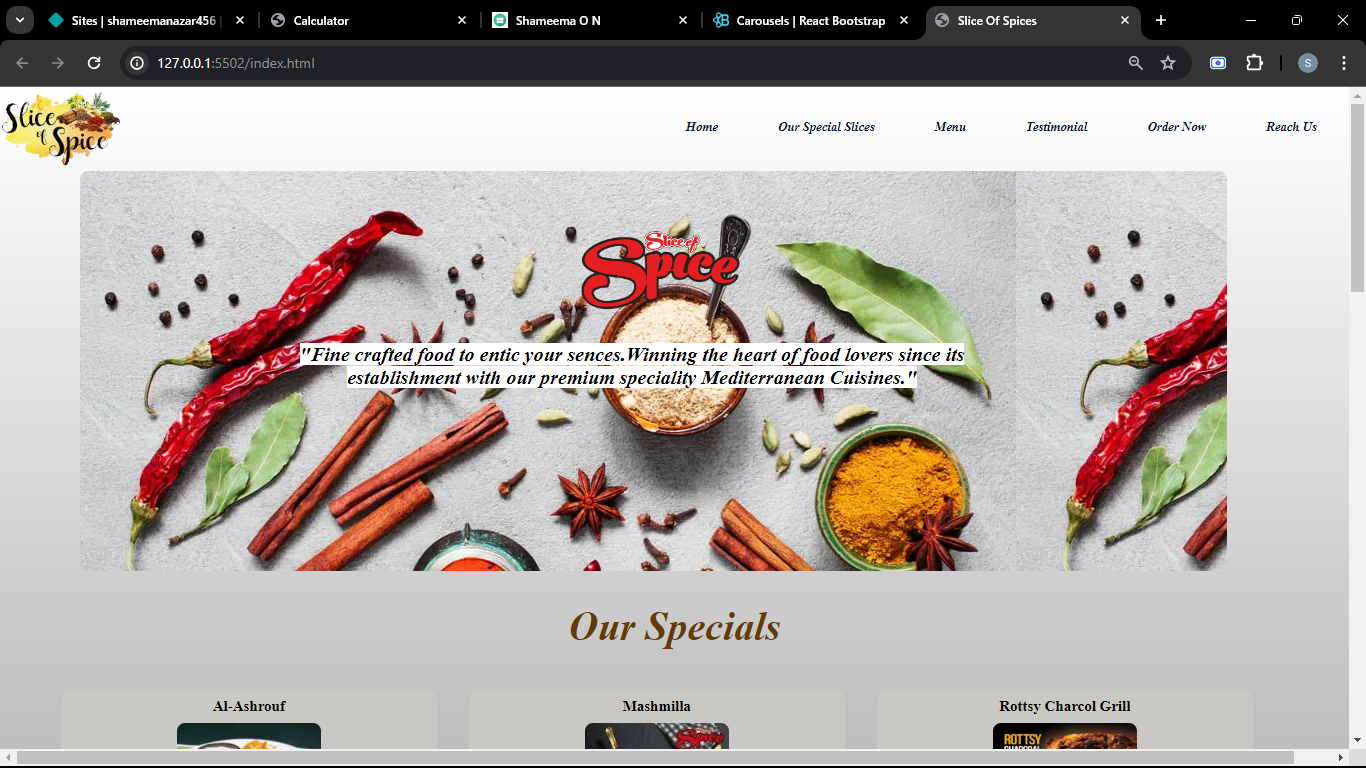 Sites | shameemanazar456
Calculator
Shameema O N
Carousels | React Bootstrap
Slice Of Spices
127.0.0.1:5502/index.html
S
Slice
of
Spice
Home
Our Special Slices
Menu
Testimonial
Order Now
Reach Us
Slice of
Spice
"Fine crafted food to entic your sences.Winning the heart of food lovers since its
establishment with our premium speciality Mediterranean Cuisines."
Our Specials
Al-Ashrouf
Mashmilla
Rottsy Charcol Grill
Spice
ROTTSY